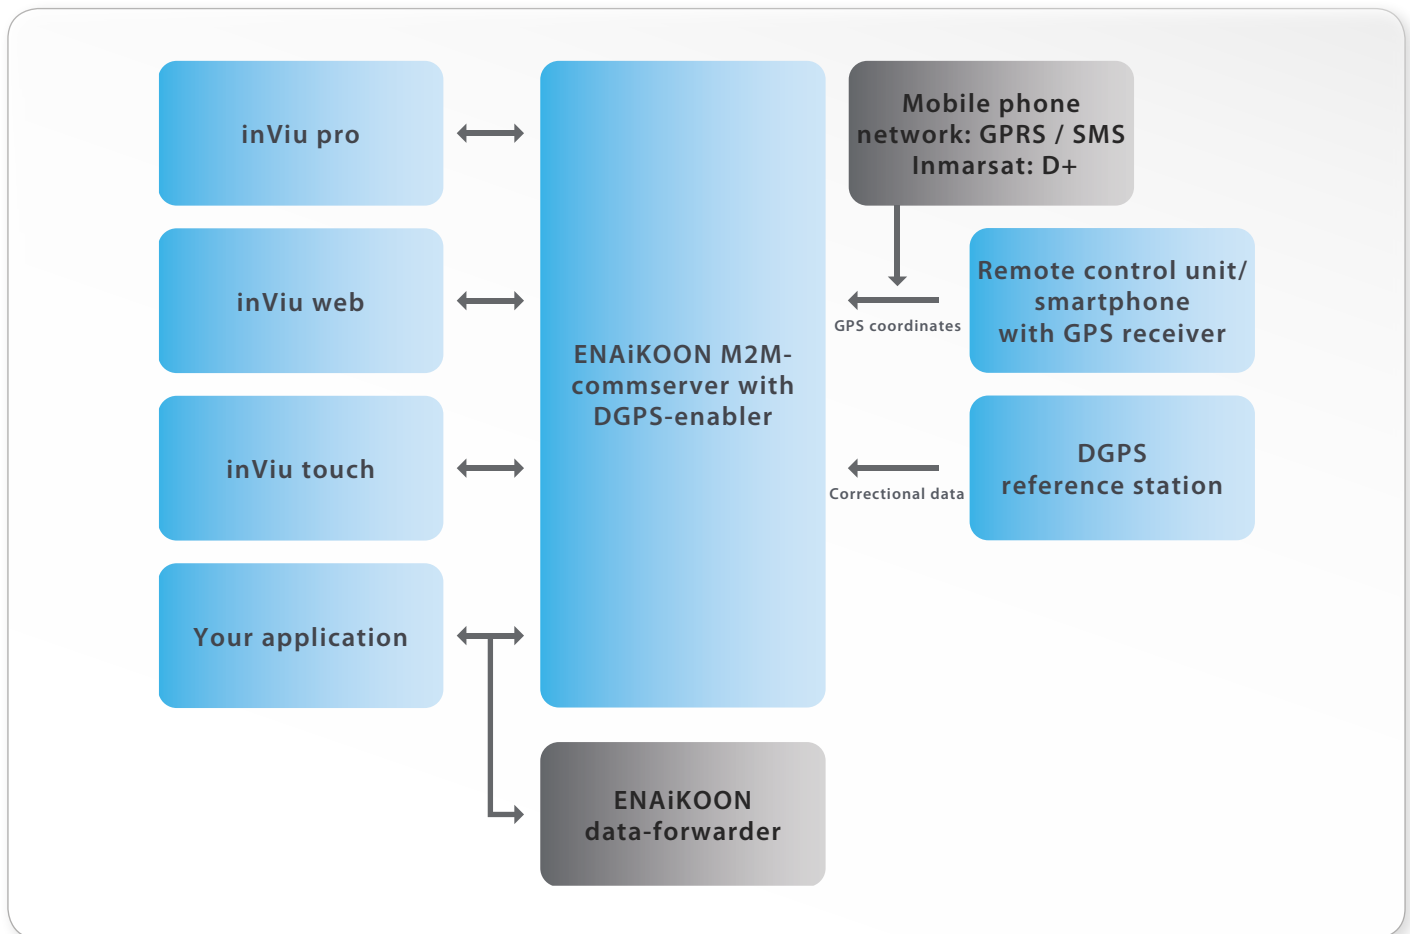 inViu pro
inViu web
inViu touch
Your application
ENAiKOON M2M-
commserver with
DGPS-enabler
ENAiKOON
data-forwarder
Mobile phone
network: GPRS / SMS
Inmarsat: D+
GPS coordinates
Remote control unit/
smartphone
with GPS receiver
Correctional data
DGPS
reference station